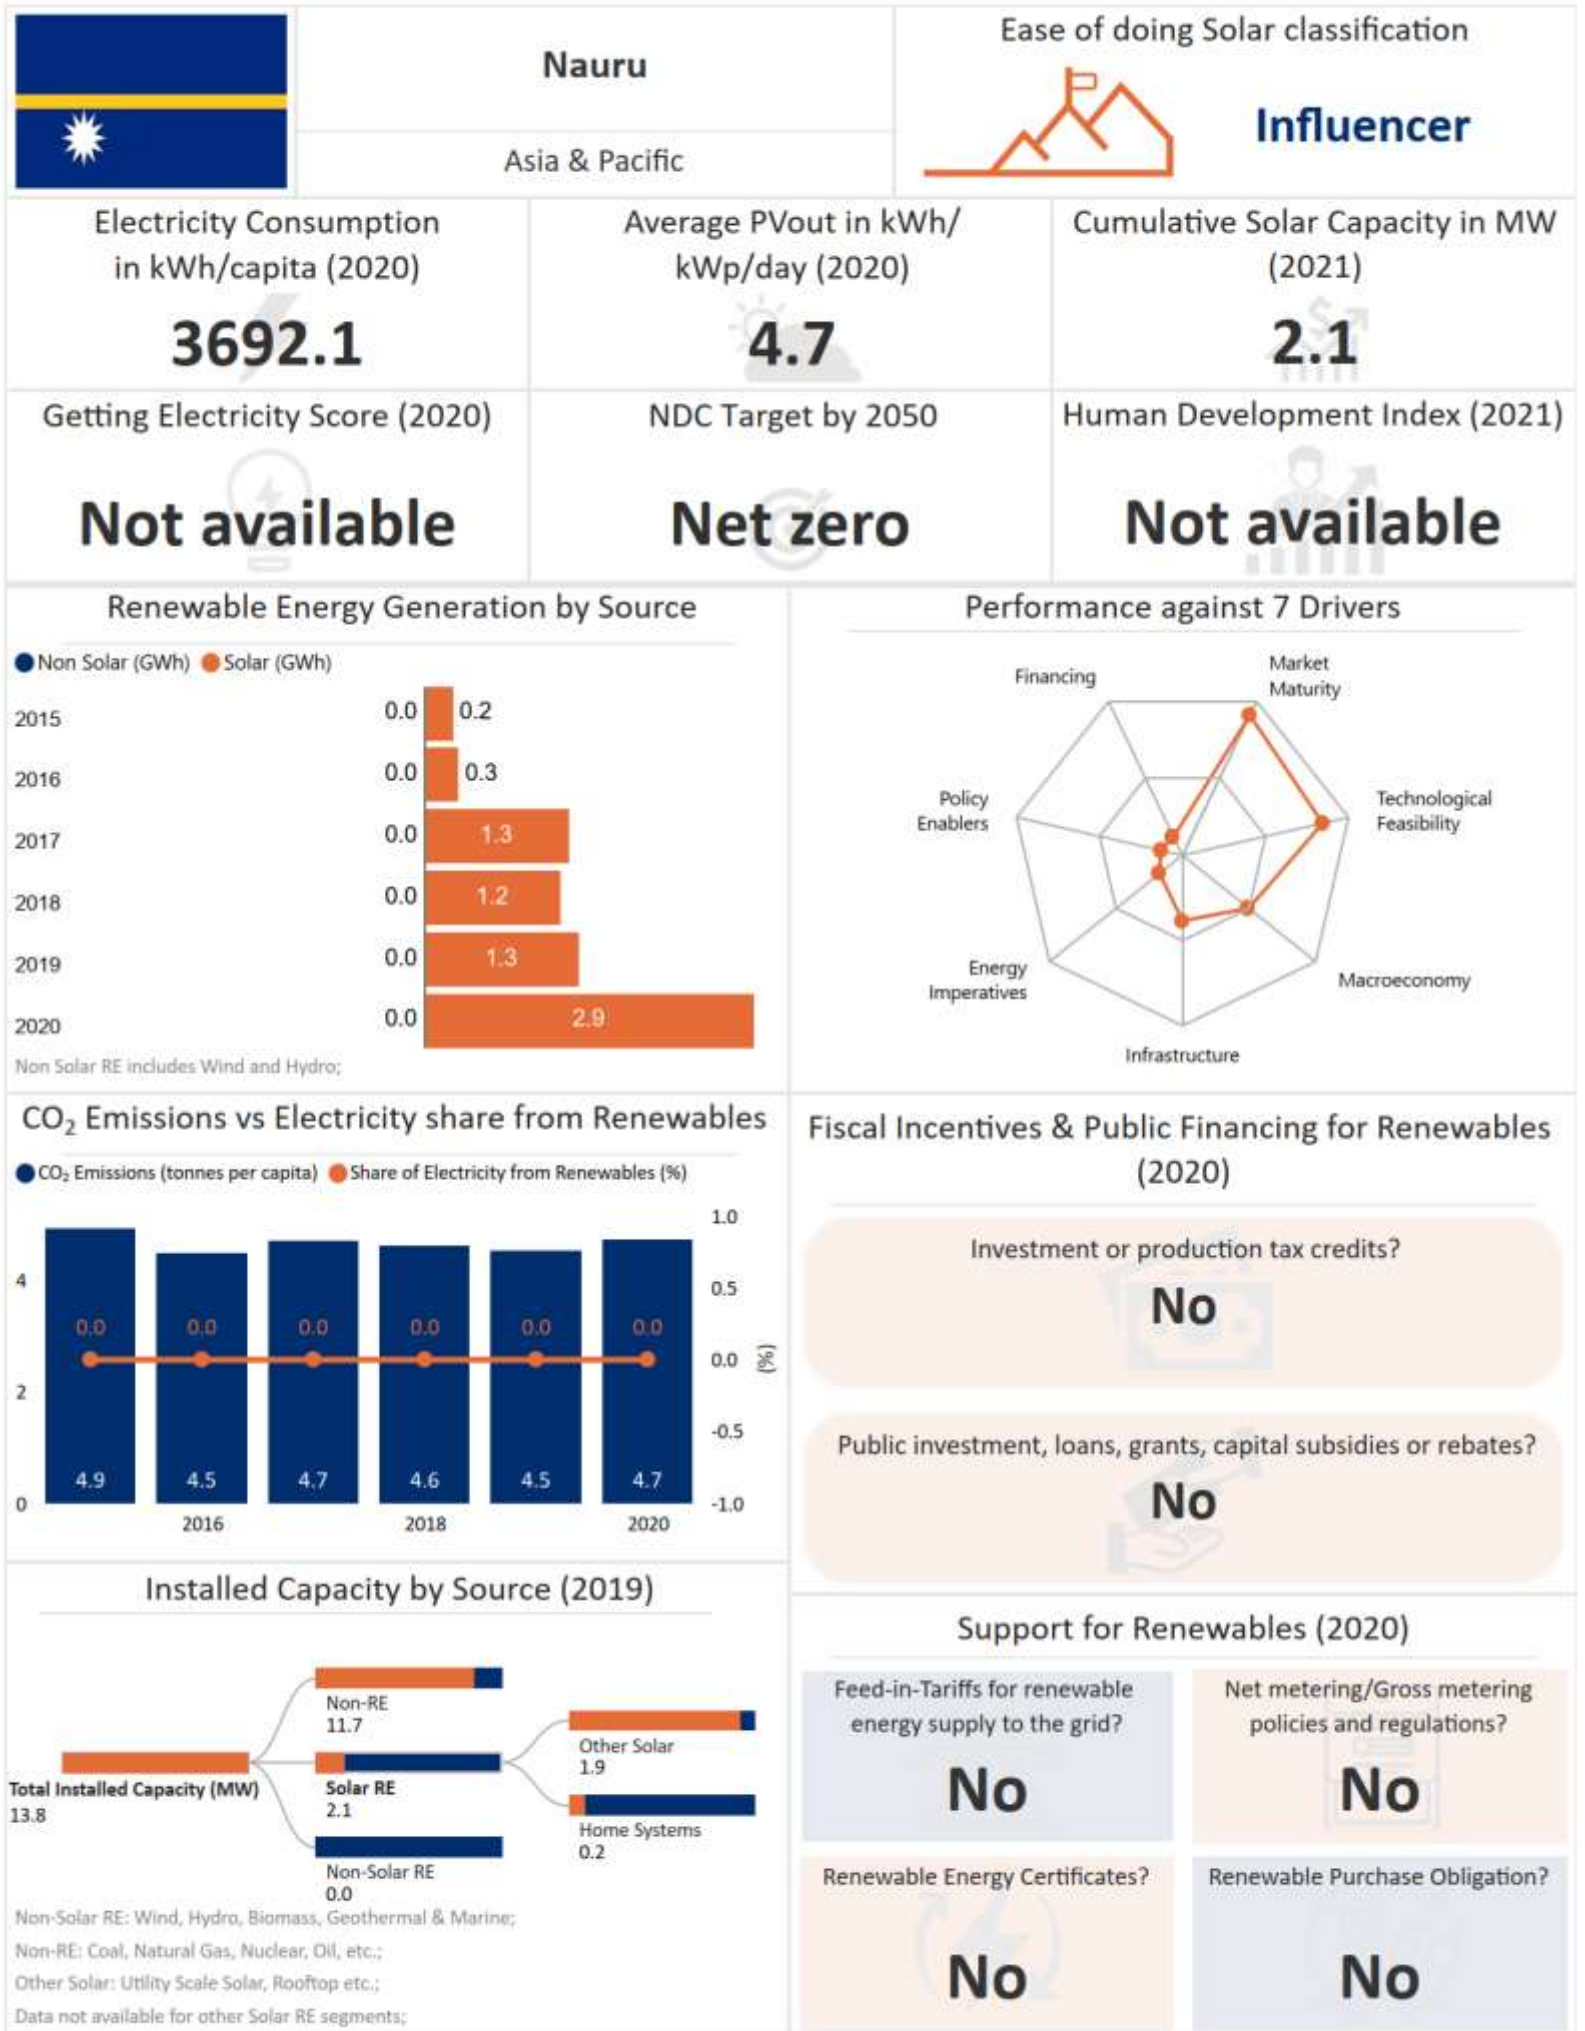 Nauru
Asia & Pacific
Ease of doing Solar classification
Influencer
Electricity Consumption
in kWh/capita (2020)
3692.1
Average PVout in kWh/
kWp/day (2020)
4.7
Cumulative Solar Capacity in MW
(2021)
2.1
Getting Electricity Score (2020)
Not available
NDC Target by 2050
Net zero
Human Development Index (2021)
Not available
Renewable Energy Generation by Source
Non Solar (GWh) Solar (GWh)
2015 0.0 0.2
2016 0.0 0.3
2017 0.0 1.3
2018 0.0 1.2
2019 0.0 1.3
2020 0.0 2.9
Non Solar RE includes Wind and Hydro;
Performance against 7 Drivers
Financing
Market
Maturity
Policy
Enablers
Technological
Feasibility
Energy
Imperatives
Macroeconomy
Infrastructure
CO₂ Emissions vs Electricity share from Renewables
CO₂ Emissions (tonnes per capita) Share of Electricity from Renewables (%)
1.0
4
0.5
0.0 0.0 0.0 0.0 0.0 0.0
0.0
(%)
2
-0.5
4.9 4.5 4.7 4.6 4.5 4.7
0
-1.0
2016 2018 2020
Fiscal Incentives & Public Financing for Renewables
(2020)
Investment or production tax credits?
No
Public investment, loans, grants, capital subsidies or rebates?
No
Installed Capacity by Source (2019)
Total Installed Capacity (MW)
13.8
Non-RE
11.7
Solar RE
2.1
Non-Solar RE
0.0
Other Solar
1.9
Home Systems
0.2
Non-Solar RE: Wind, Hydro, Biomass, Geothermal & Marine;
Non-RE: Coal, Natural Gas, Nuclear, Oil, etc.;
Other Solar: Utility Scale Solar, Rooftop etc.;
Data not available for other Solar RE segments;
Support for Renewables (2020)
Feed-in-Tariffs for renewable
energy supply to the grid?
No
Net metering/Gross metering
policies and regulations?
No
Renewable Energy Certificates?
No
Renewable Purchase Obligation?
No